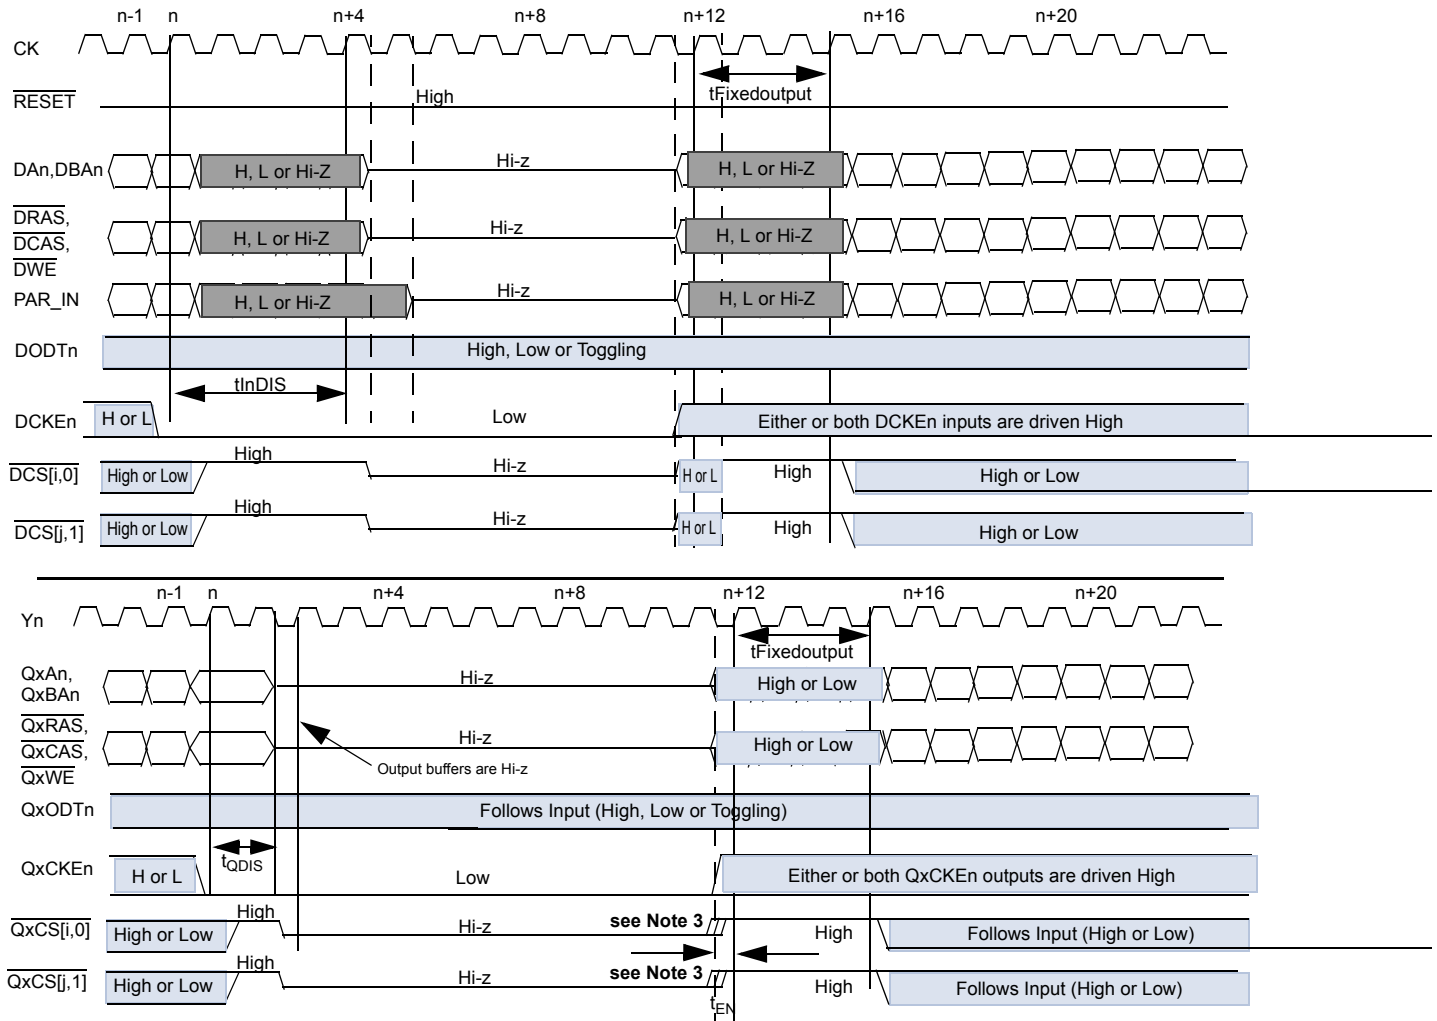 n-1 n n+4 n+8 n+12 n+16 n+20
CK
tFixedoutput
RESET High
DAn,DBAn H, L or Hi-Z Hi-z H, L or Hi-Z
DRAS,
DCAS, H, L or Hi-Z Hi-z H, L or Hi-Z
DWE
PAR_IN H, L or Hi-Z Hi-z H, L or Hi-Z
DODTn High, Low or Toggling
tInDIS
DCKEn H or L Low Either or both DCKEn inputs are driven High
DCS[i,0] High or Low High Hi-z H or L High High or Low
DCS[j,1] High or Low High Hi-z H or L High High or Low
n-1 n n+4 n+8 n+12 n+16 n+20
Yn
tFixedoutput
QxAn,
QxBAn Hi-z High or Low
QxRAS,
QxCAS, Hi-z High or Low
QxWE
Output buffers are Hi-z
QxODTn Follows Input (High, Low or Toggling)
tQDIS
QxCKEn H or L Low Either or both QxCKEn outputs are driven High
QxCS[i,0] High or Low High Hi-z see Note 3 High Follows Input (High or Low)
QxCS[j,1] High or Low High Hi-z see Note 3 High Follows Input (High or Low)
tEN